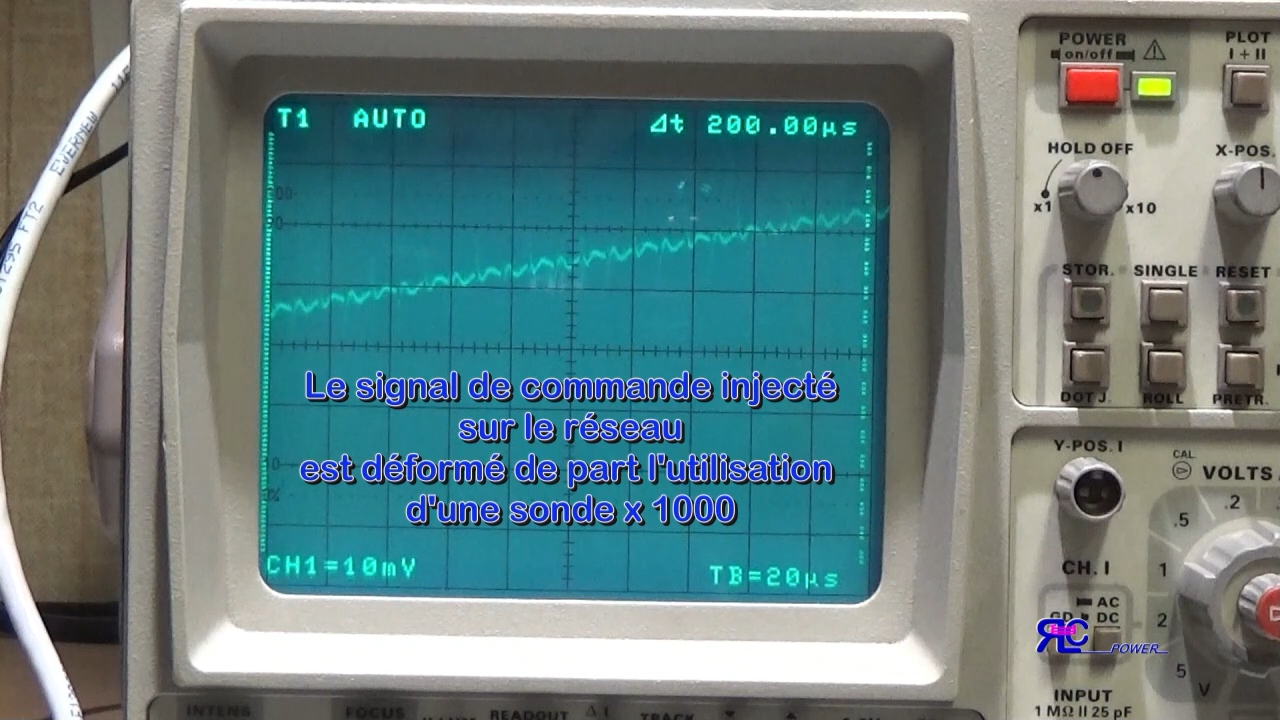 T1 AUTO Δt 200.00µs
CH1=10mV TB=20µs
Le signal de commande injecté
sur le réseau
est déformé de part l'utilisation
d'une sonde x 1000
EVERNEW
POWER
on/off
PLOT
I + II
HOLD OFF
X-POS.
x1
x10
STOR. SINGLE RESET
DOT J. ROLL PRETR.
Y-POS. I
CAL.
VOLTS
.2
.5
1
2
5
V
CH. I
AC
GD DC
RLC
POWER
INPUT
1 MΩ II 25 pF
INTENS
FOCUS
READOUT
Δt
TRACK